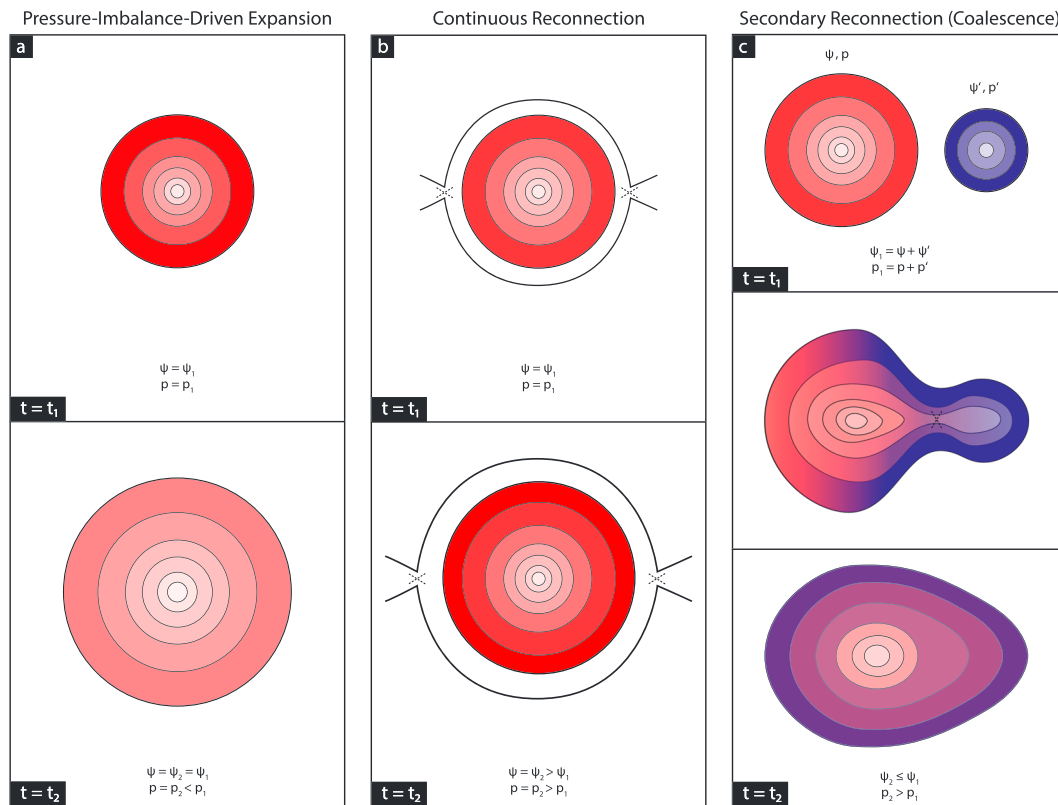 Pressure-Imbalance-Driven Expansion
a
ψ = ψ₁
p = p₁
t = t₁
ψ = ψ₂ = ψ₁
p = p₂ < p₁
t = t₂
Continuous Reconnection
b
ψ = ψ₁
p = p₁
t = t₁
ψ = ψ₂ > ψ₁
p = p₂ > p₁
t = t₂
Secondary Reconnection (Coalescence)
c
ψ, p
ψ‘, p‘
ψ₁ = ψ + ψ‘
p₁ = p + p‘
t = t₁
ψ₂ ≤ ψ₁
p₂ > p₁
t = t₂